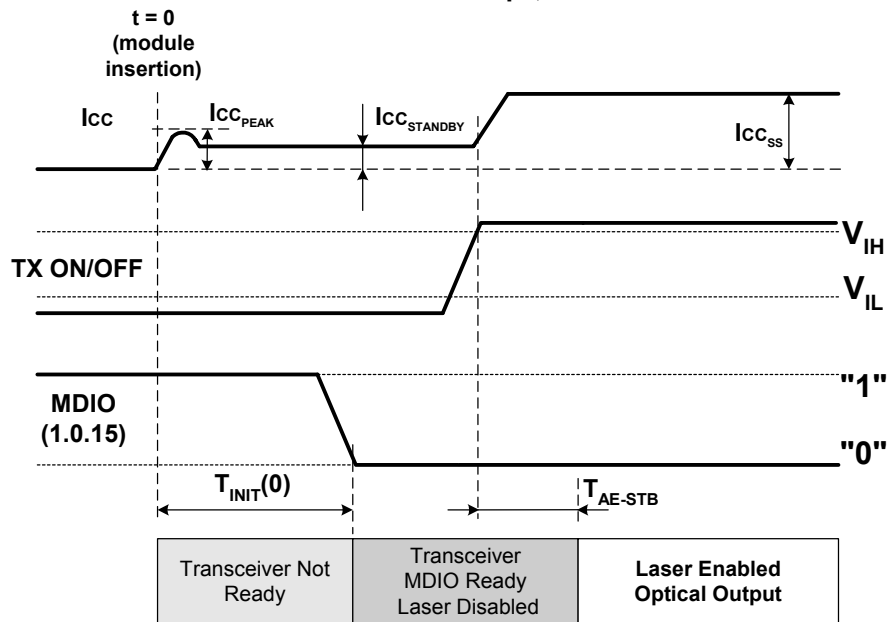 t = 0
(module
insertion)
Icc
IccPEAK
IccSTANDBY
IccSS
TX ON/OFF
VIH
VIL
MDIO
(1.0.15)
"1"
"0"
TINIT(0)
TAE-STB
Transceiver Not
Ready
Transceiver
MDIO Ready
Laser Disabled
Laser Enabled
Optical Output